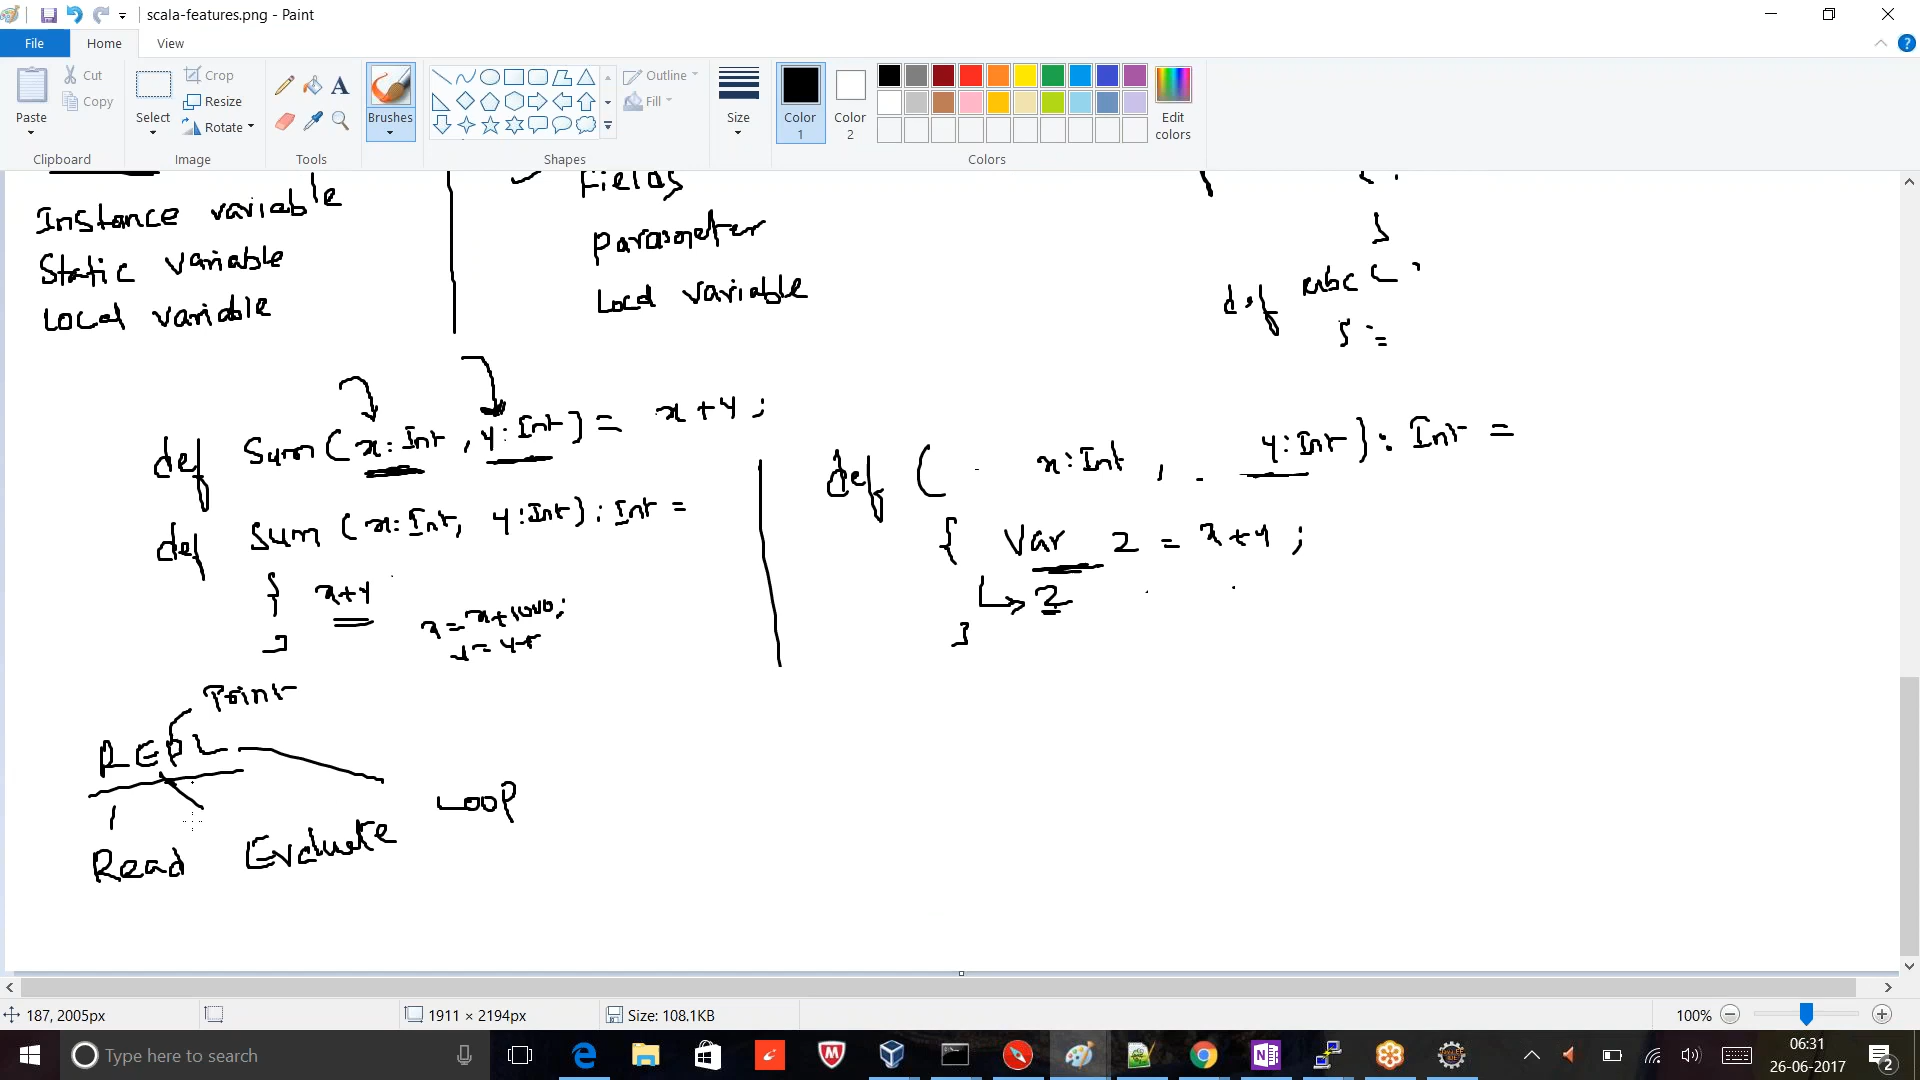 scala-features.png - Paint
File Home View
Paste
Cut
Copy
Clipboard
Select
Crop
Resize
Rotate
Image
A
Tools
Brushes
Shapes
Outline
Fill
Size
Color 1
Color 2
Edit colors
Colors
Instance variable
Static variable
Local variable
Fields
parameter
Local variable
def abc (
def Sum(x:Int, y:Int) = x+y;
def Sum (x:Int, y:Int) : Int =
{ x+y
}
x = x+1000;
def ( x:Int, y:Int) : Int =
{ Var z = x+y;
z
}
Print
REPL
Read Evaluate Loop
187, 2005px
1911 × 2194px
Size: 108.1KB
100%
Type here to search
06:31
26-06-2017
2